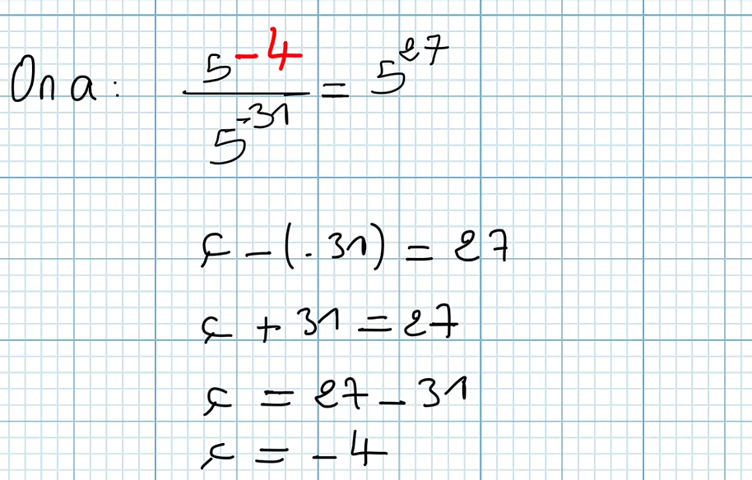 On a : 5^-4 / 5^-31 = 5^27
x - (-31) = 27
x + 31 = 27
x = 27 - 31
x = -4